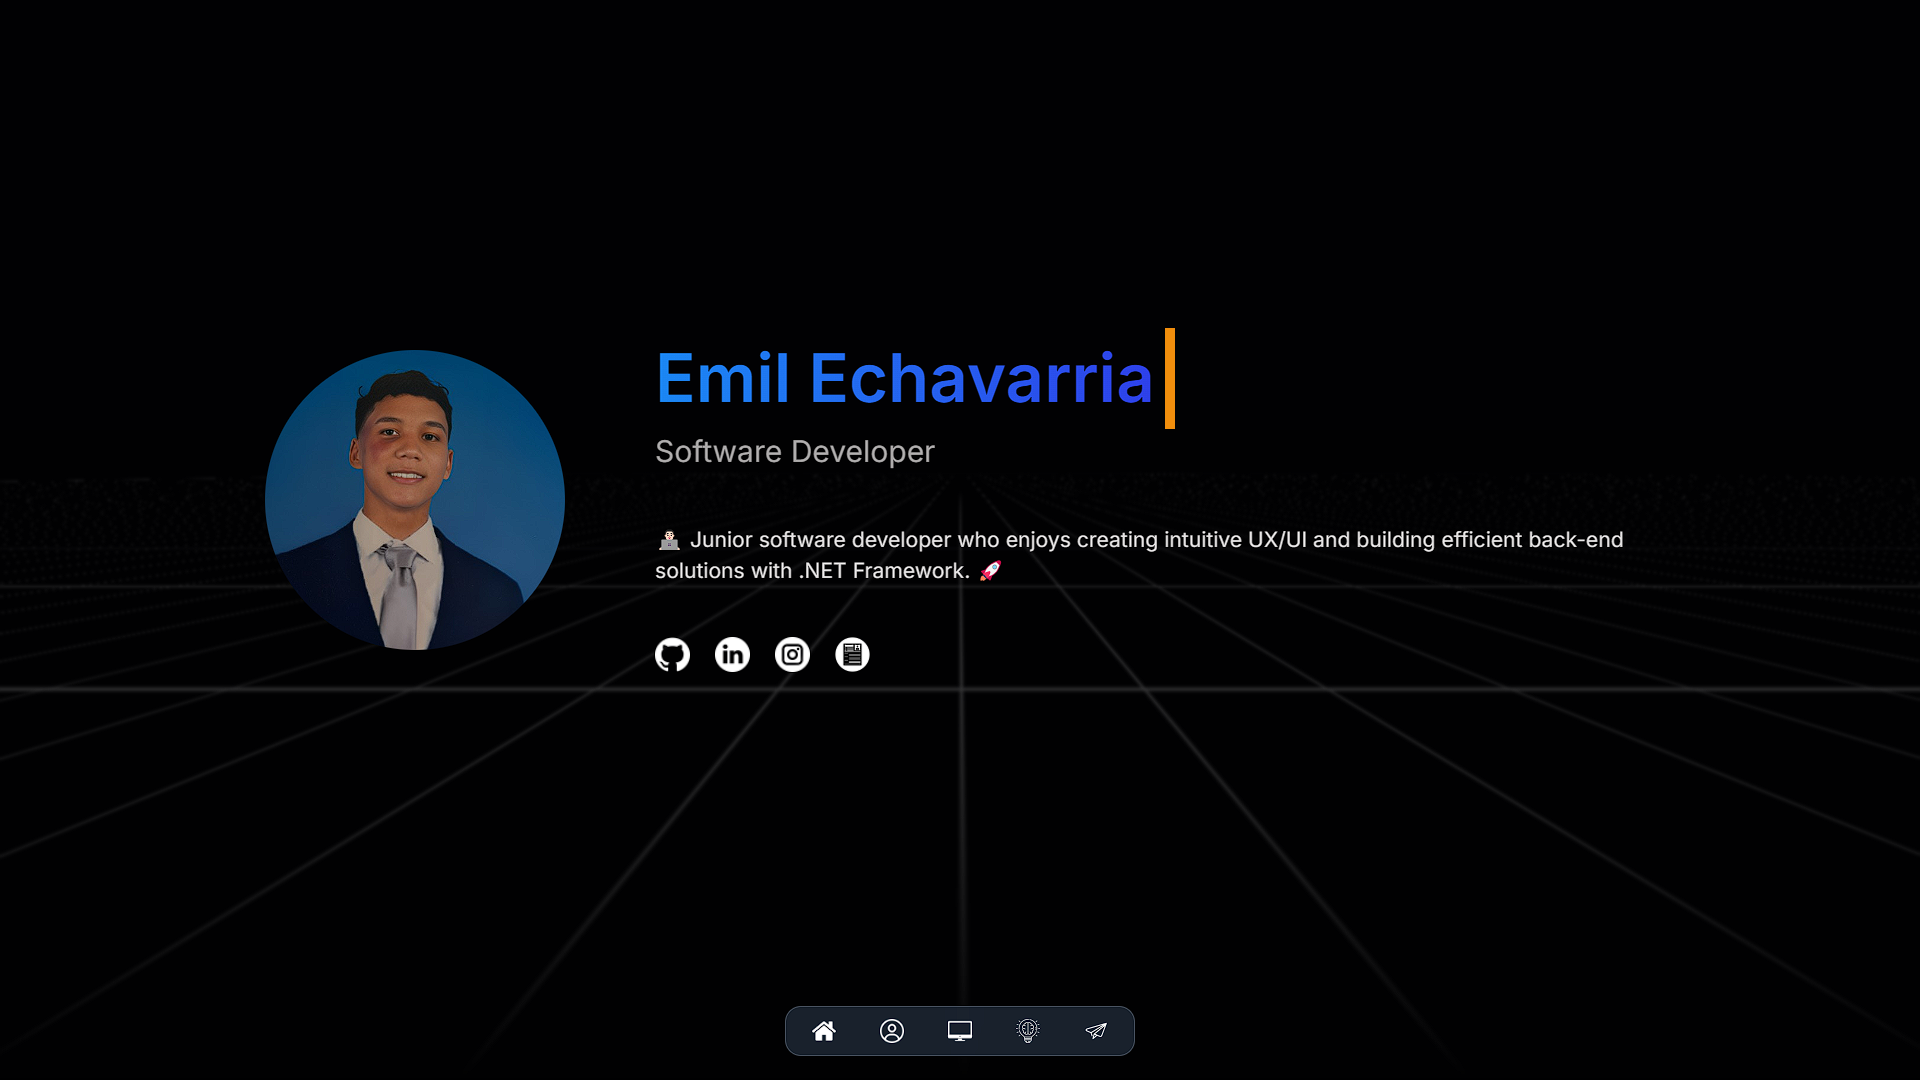 Emil Echavarria
Software Developer
👨🏻‍💻 Junior software developer who enjoys creating intuitive UX/UI and building efficient back-end
solutions with .NET Framework. 🚀
in